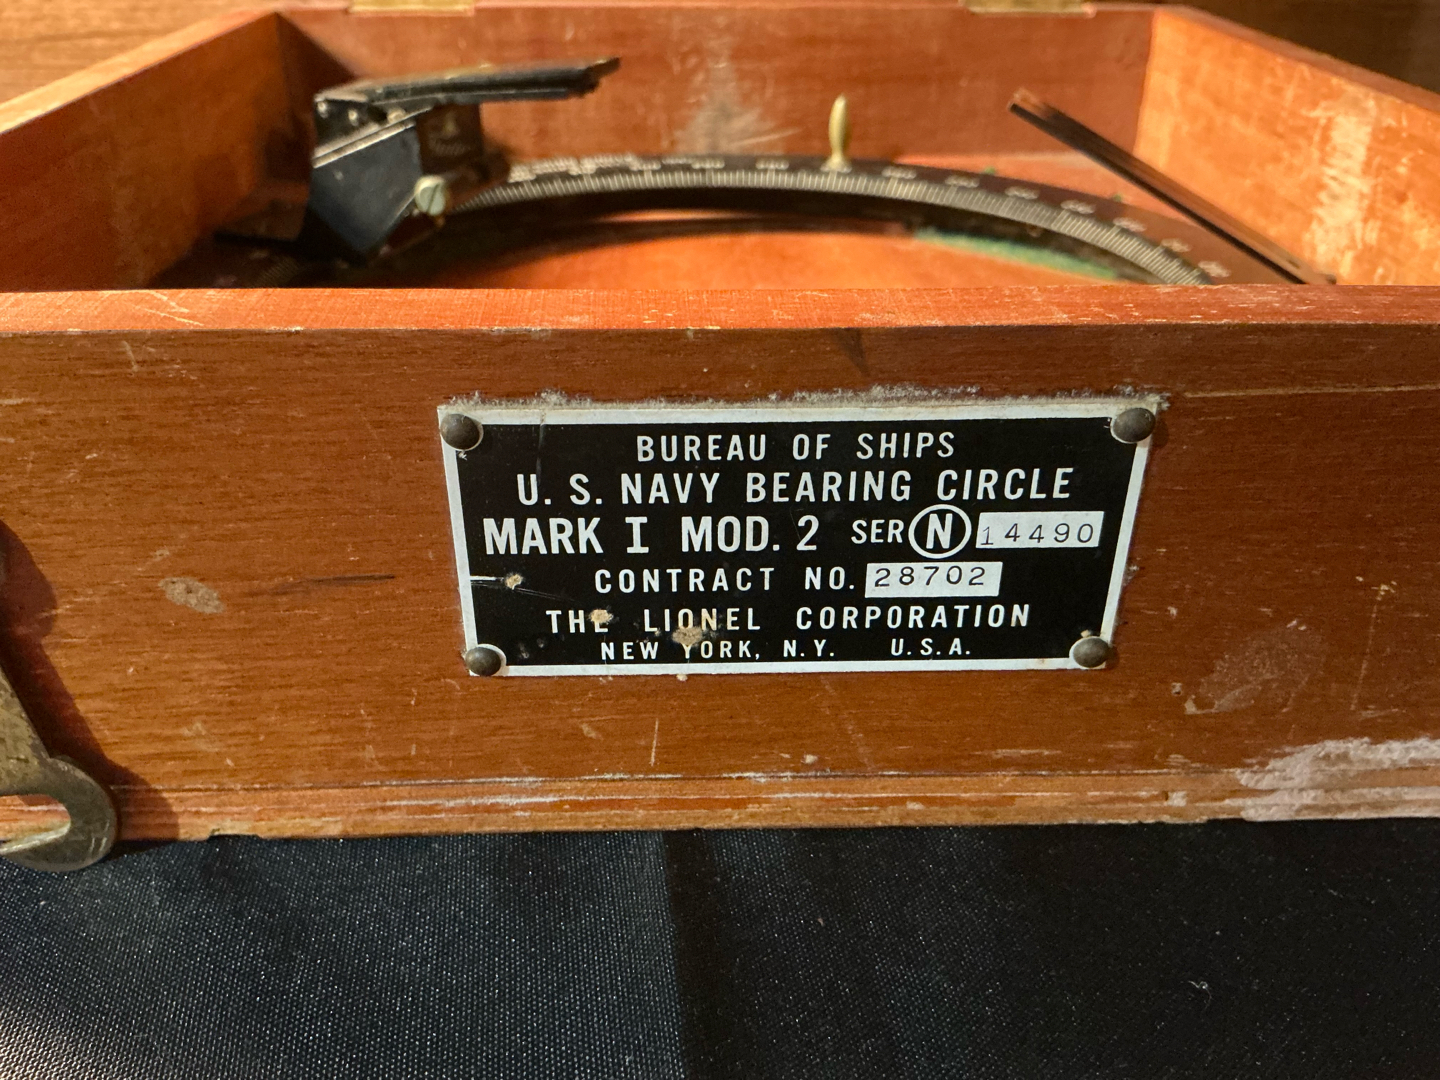 BUREAU OF SHIPS
U. S. NAVY BEARING CIRCLE
MARK I MOD. 2 SER N 14490
CONTRACT NO. 28702
THE LIONEL CORPORATION
NEW YORK, N.Y. U.S.A.